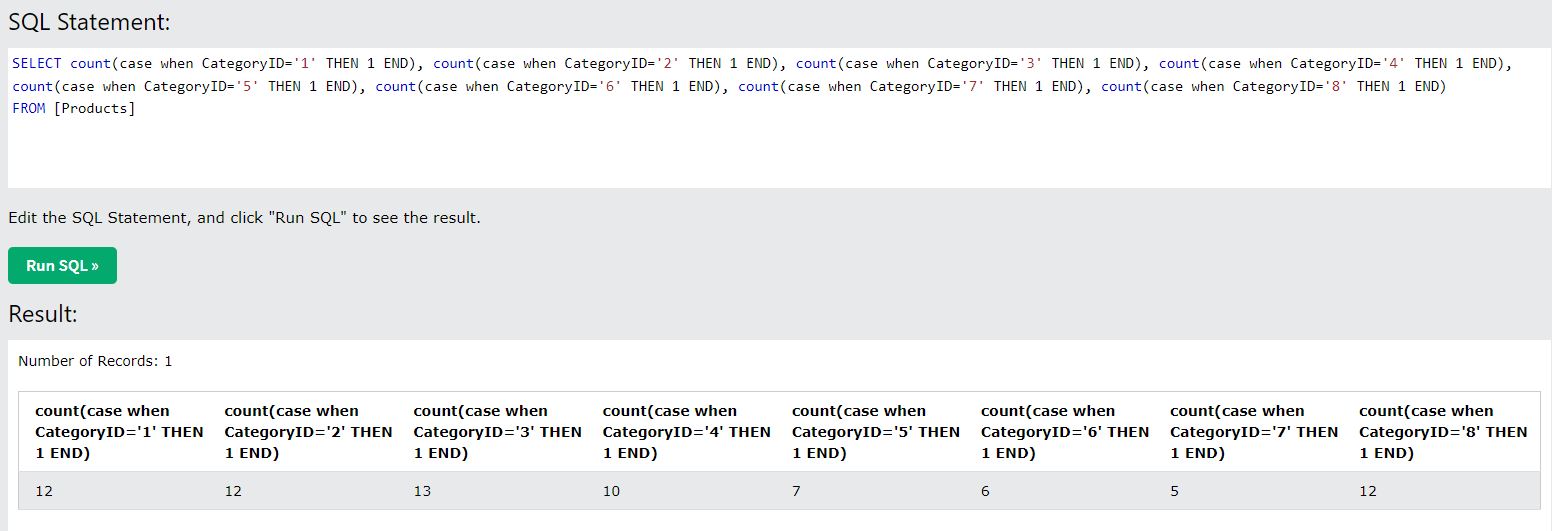 SQL Statement:
SELECT count(case when CategoryID='1' THEN 1 END), count(case when CategoryID='2' THEN 1 END), count(case when CategoryID='3' THEN 1 END), count(case when CategoryID='4' THEN 1 END),
count(case when CategoryID='5' THEN 1 END), count(case when CategoryID='6' THEN 1 END), count(case when CategoryID='7' THEN 1 END), count(case when CategoryID='8' THEN 1 END)
FROM [Products]
Edit the SQL Statement, and click "Run SQL" to see the result.
Run SQL »
Result:
Number of Records: 1
count(case when count(case when count(case when count(case when count(case when count(case when count(case when count(case when
CategoryID='1' THEN CategoryID='2' THEN CategoryID='3' THEN CategoryID='4' THEN CategoryID='5' THEN CategoryID='6' THEN CategoryID='7' THEN CategoryID='8' THEN
1 END) 1 END) 1 END) 1 END) 1 END) 1 END) 1 END) 1 END)
12 12 13 10 7 6 5 12